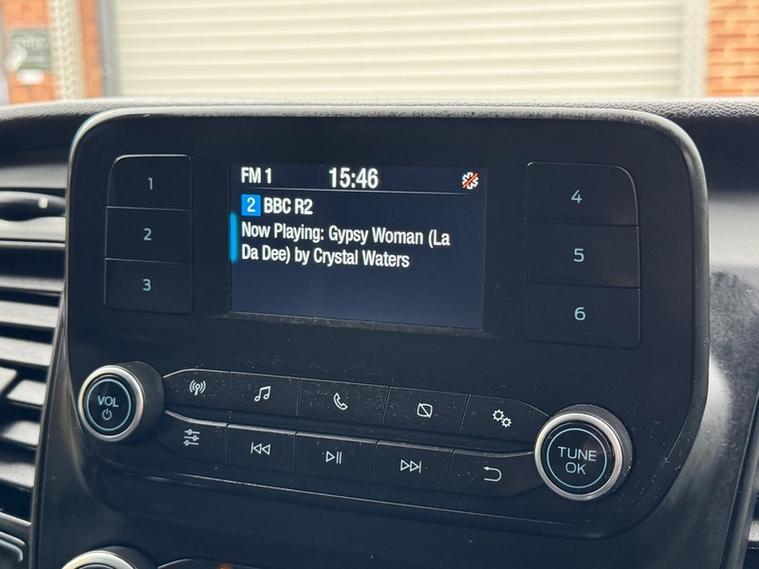 FM 1 15:46
2 BBC R2
Now Playing: Gypsy Woman (La
Da Dee) by Crystal Waters
1
2
3
4
5
6
VOL
TUNE
OK